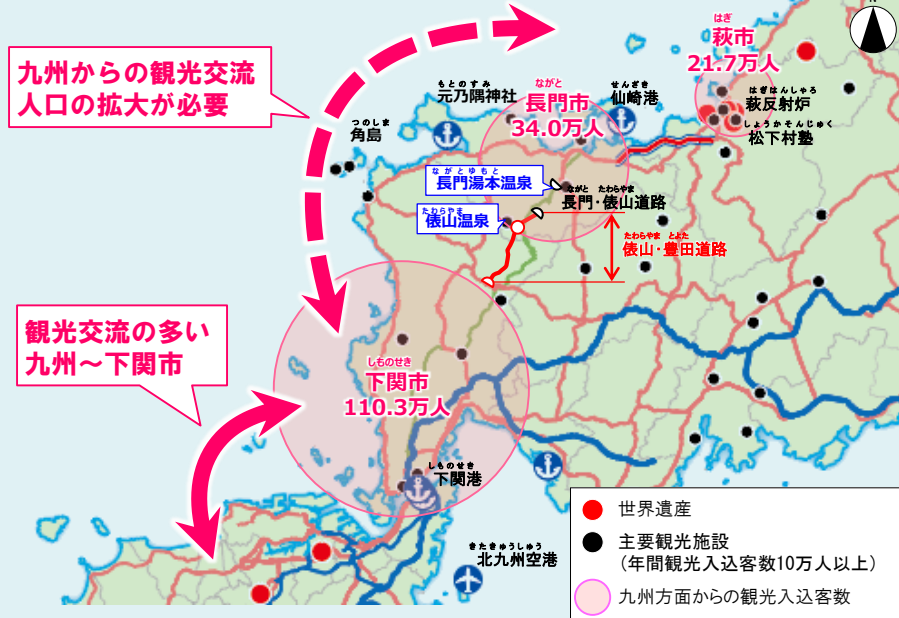 N
九州からの観光交流
人口の拡大が必要
はぎ
萩市
21.7万人
はぎはんしゃろ
萩反射炉
しょうかそんじゅく
松下村塾
もとのすみ
元乃隅神社
ながと
長門市
34.0万人
せんざき
仙崎港
つのしま
角島
ながとゆもと
長門湯本温泉
ながと たわらやま
長門・俵山道路
たわらやま
俵山温泉
たわらやま とよた
俵山・豊田道路
観光交流の多い
九州～下関市
しものせき
下関市
110.3万人
しものせき
下関港
きたきゅうしゅう
北九州空港
世界遺産
主要観光施設
（年間観光入込客数10万人以上）
九州方面からの観光入込客数